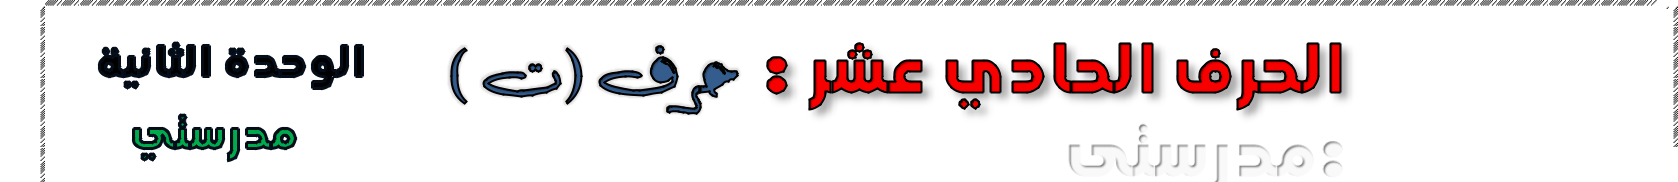 الحرف الحادي عشر : حرف ( ت )
الوحدة الثانية
مدرستي
مدرستي: